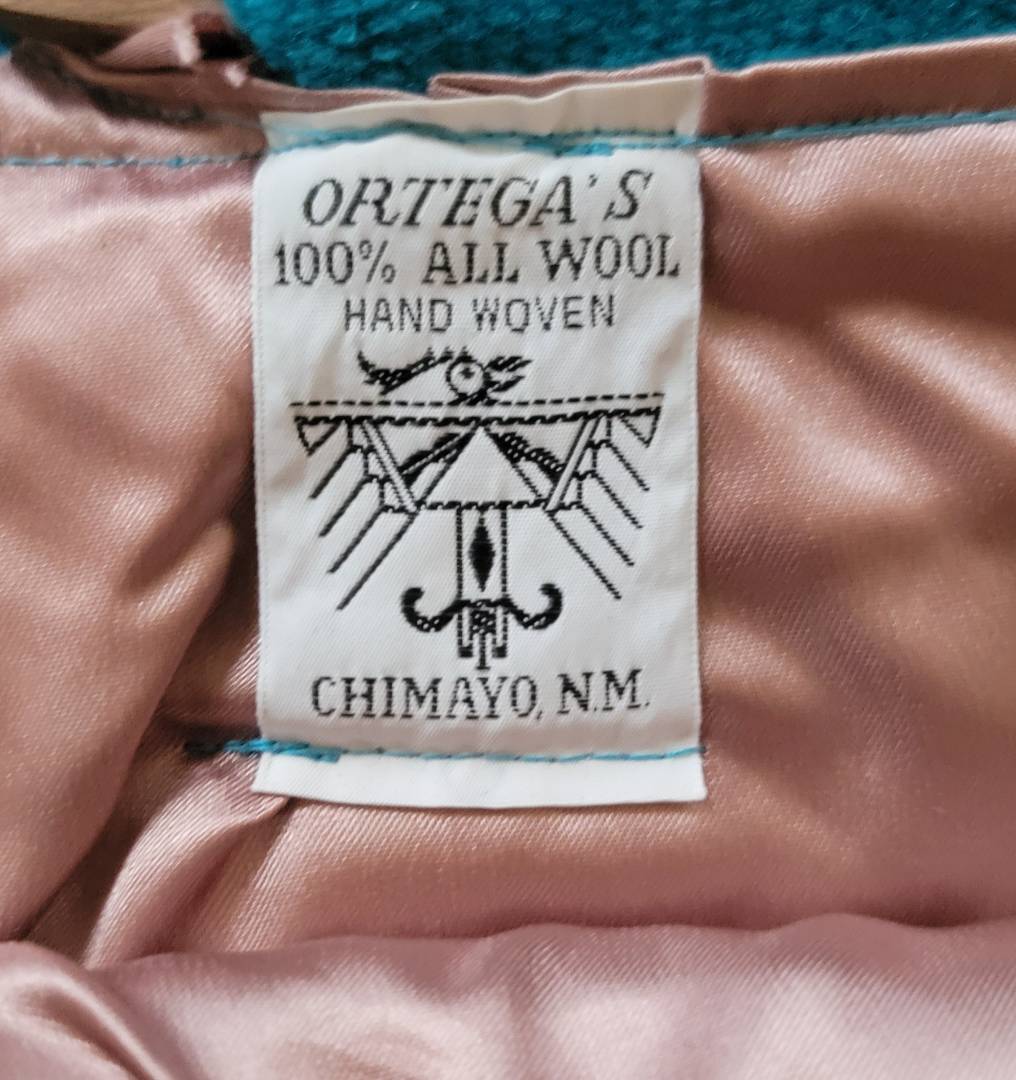 ORTEGA'S
100% ALL WOOL
HAND WOVEN
CHIMAYO, N.M.